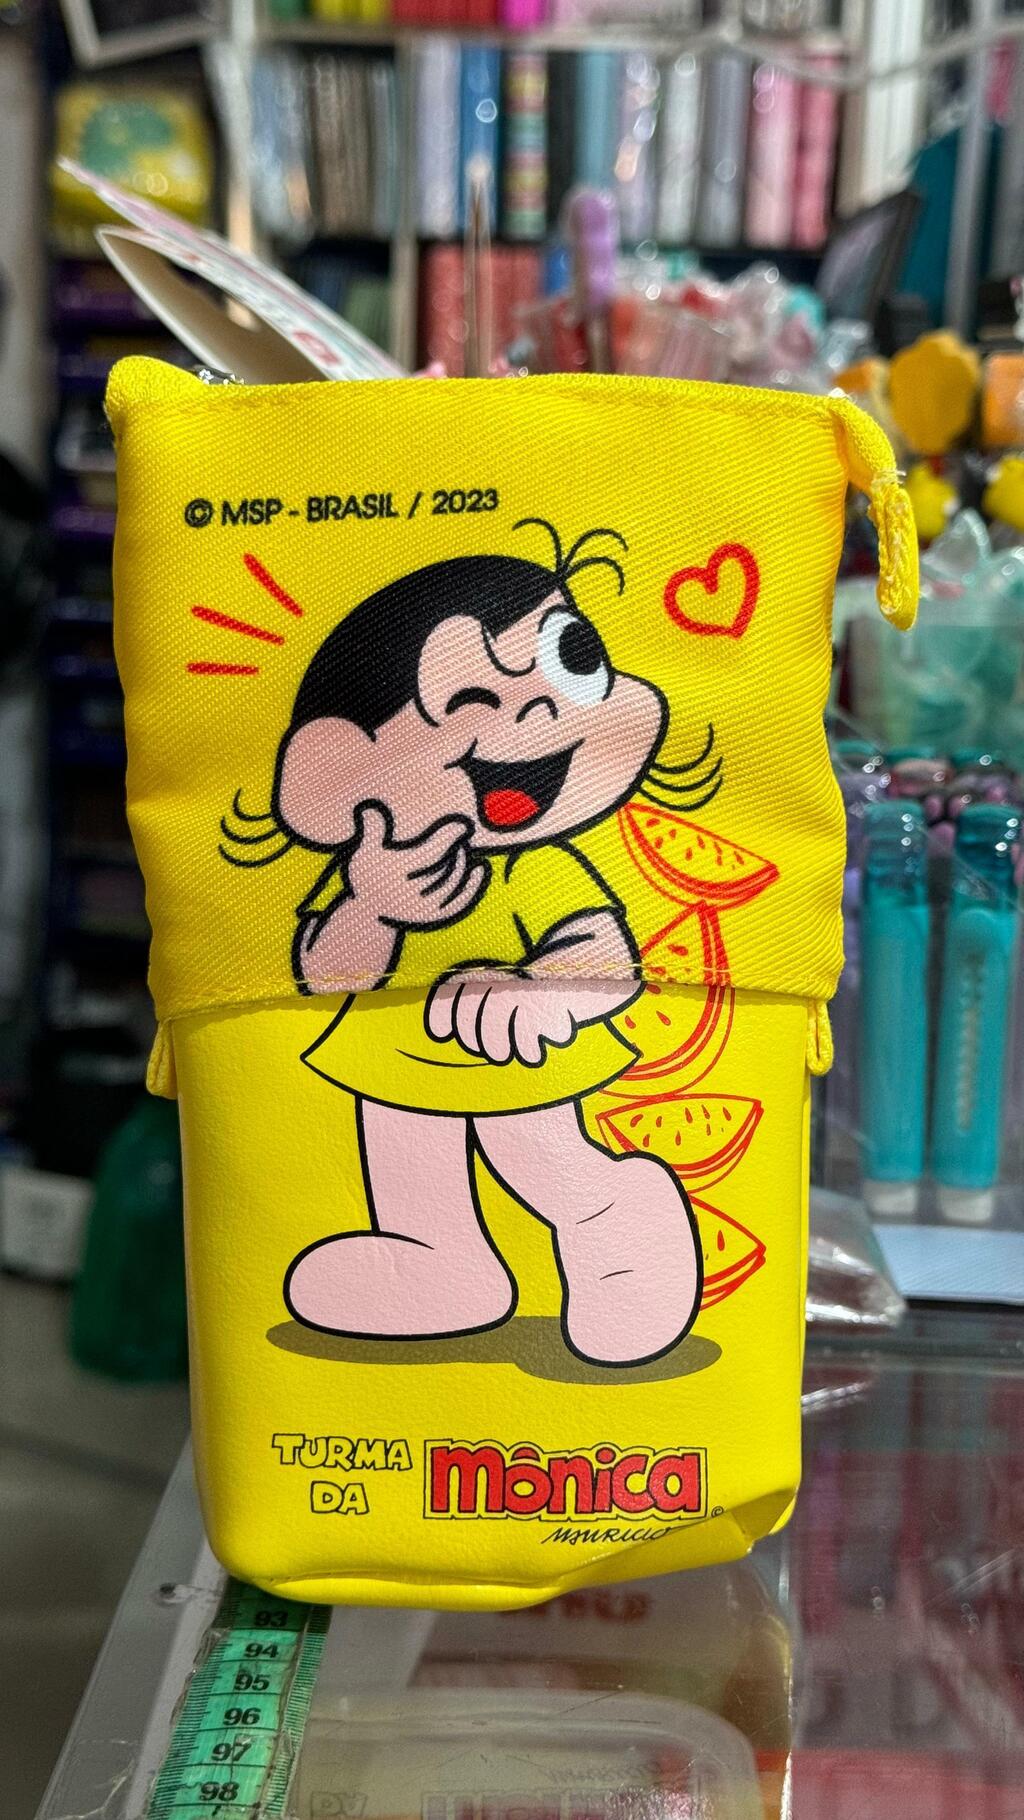 © MSP - BRASIL / 2023
TURMA
DA
mônica
©
MAURICIO
93
94
95
96
97
98